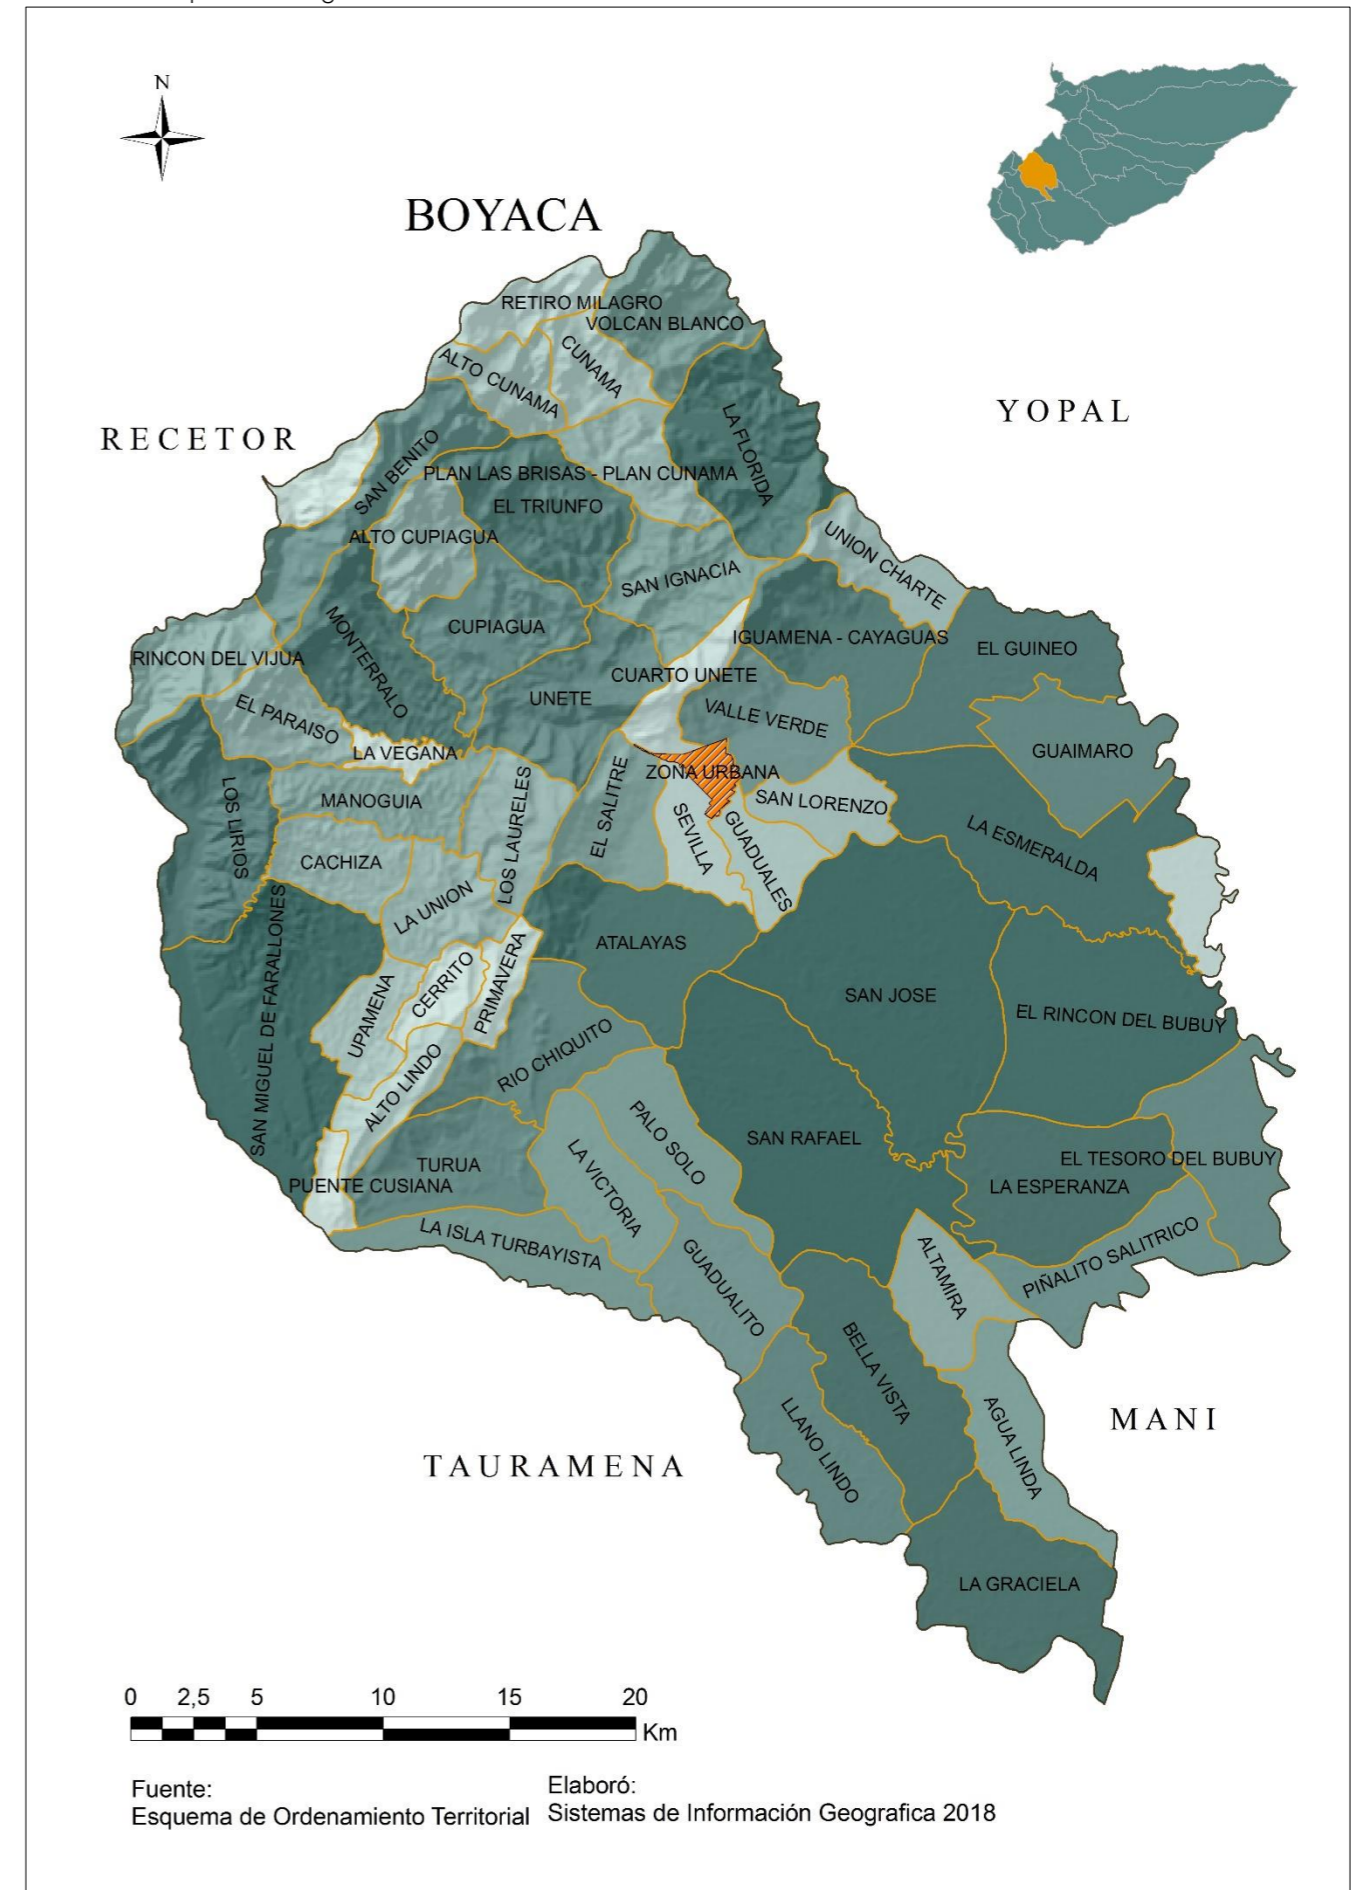 N
BOYACA
RETIRO MILAGRO
VOLCAN BLANCO
CUNAMA
ALTO CUNAMA
YOPAL
RECETOR
LA FLORIDA
SAN BENITO
PLAN LAS BRISAS - PLAN CUNAMA
EL TRIUNFO
ALTO CUPIAGUA
UNION CHARTE
SAN IGNACIA
CUPIAGUA
IGUAMENA - CAYAGUAS
EL GUINEO
RINCON DEL VIJUA
MONTERRALO
CUARTO UNETE
UNETE
EL PARAISO
VALLE VERDE
LA VEGANA
GUAIMARO
ZONA URBANA
MANOGUIA
SAN LORENZO
LOS LIRIOS
LOS LAURELES
EL SALITRE
SEVILLA
GUADUALES
LA ESMERALDA
CACHIZA
LA UNION
ATALAYAS
SAN MIGUEL DE FARALLONES
CERRITO
PRIMAVERA
UPAMENA
SAN JOSE
EL RINCON DEL BUBUY
RIO CHIQUITO
ALTO LINDO
PALO SOLO
SAN RAFAEL
TURUA
EL TESORO DEL BUBUY
PUENTE CUSIANA
LA VICTORIA
LA ESPERANZA
LA ISLA TURBAYISTA
GUADUALITO
ALTAMIRA
PIÑALITO SALITRICO
BELLA VISTA
MANI
LLANO LINDO
AGUA LINDA
TAURAMENA
LA GRACIELA
0 2,5 5 10 15 20
Km
Fuente:
Esquema de Ordenamiento Territorial
Elaboró:
Sistemas de Información Geografica 2018